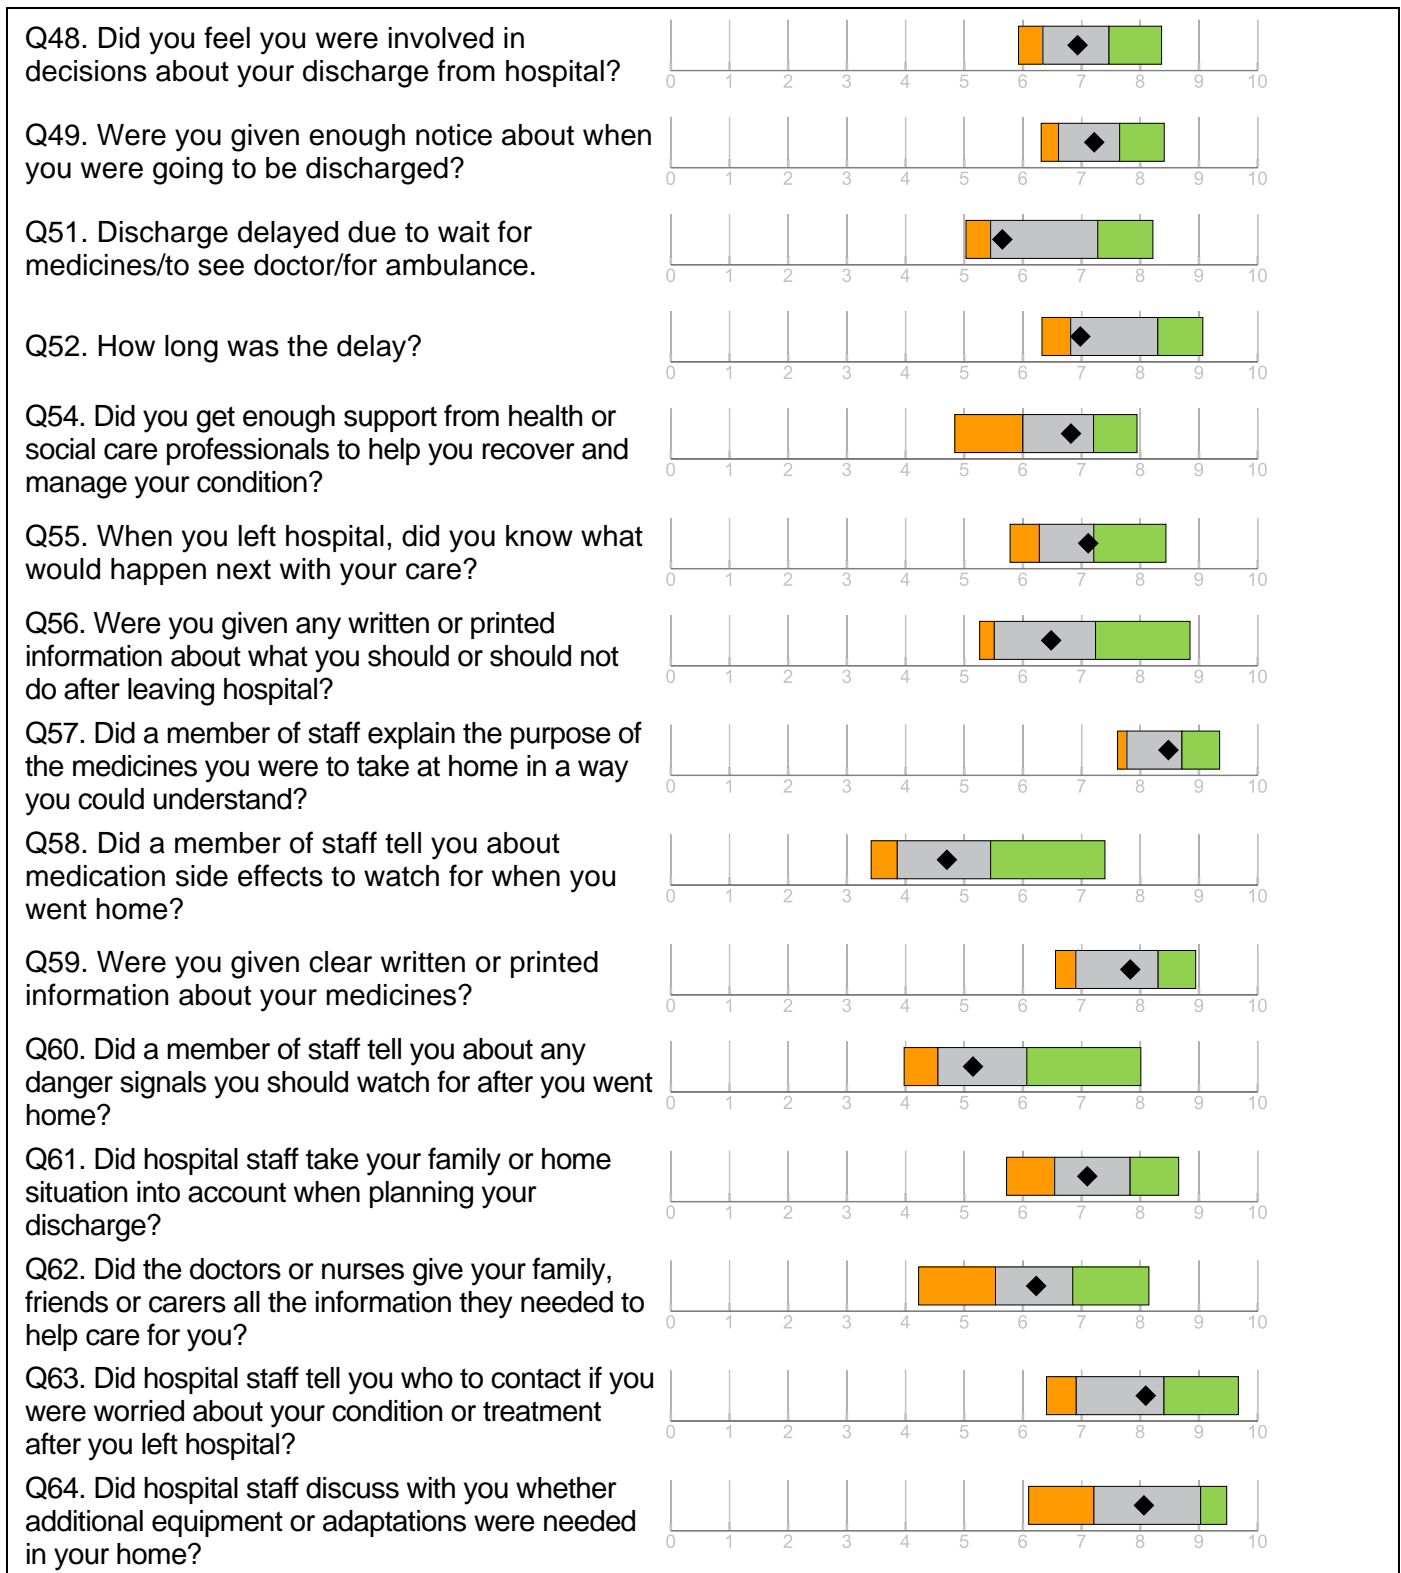 Q48. Did you feel you were involved in
decisions about your discharge from hospital?
0 1 2 3 4 5 6 7 8 9 10
Q49. Were you given enough notice about when
you were going to be discharged?
0 1 2 3 4 5 6 7 8 9 10
Q51. Discharge delayed due to wait for
medicines/to see doctor/for ambulance.
0 1 2 3 4 5 6 7 8 9 10
Q52. How long was the delay?
0 1 2 3 4 5 6 7 8 9 10
Q54. Did you get enough support from health or
social care professionals to help you recover and
manage your condition?
0 1 2 3 4 5 6 7 8 9 10
Q55. When you left hospital, did you know what
would happen next with your care?
0 1 2 3 4 5 6 7 8 9 10
Q56. Were you given any written or printed
information about what you should or should not
do after leaving hospital?
0 1 2 3 4 5 6 7 8 9 10
Q57. Did a member of staff explain the purpose of
the medicines you were to take at home in a way
you could understand?
0 1 2 3 4 5 6 7 8 9 10
Q58. Did a member of staff tell you about
medication side effects to watch for when you
went home?
0 1 2 3 4 5 6 7 8 9 10
Q59. Were you given clear written or printed
information about your medicines?
0 1 2 3 4 5 6 7 8 9 10
Q60. Did a member of staff tell you about any
danger signals you should watch for after you went
home?
0 1 2 3 4 5 6 7 8 9 10
Q61. Did hospital staff take your family or home
situation into account when planning your
discharge?
0 1 2 3 4 5 6 7 8 9 10
Q62. Did the doctors or nurses give your family,
friends or carers all the information they needed to
help care for you?
0 1 2 3 4 5 6 7 8 9 10
Q63. Did hospital staff tell you who to contact if you
were worried about your condition or treatment
after you left hospital?
0 1 2 3 4 5 6 7 8 9 10
Q64. Did hospital staff discuss with you whether
additional equipment or adaptations were needed
in your home?
0 1 2 3 4 5 6 7 8 9 10